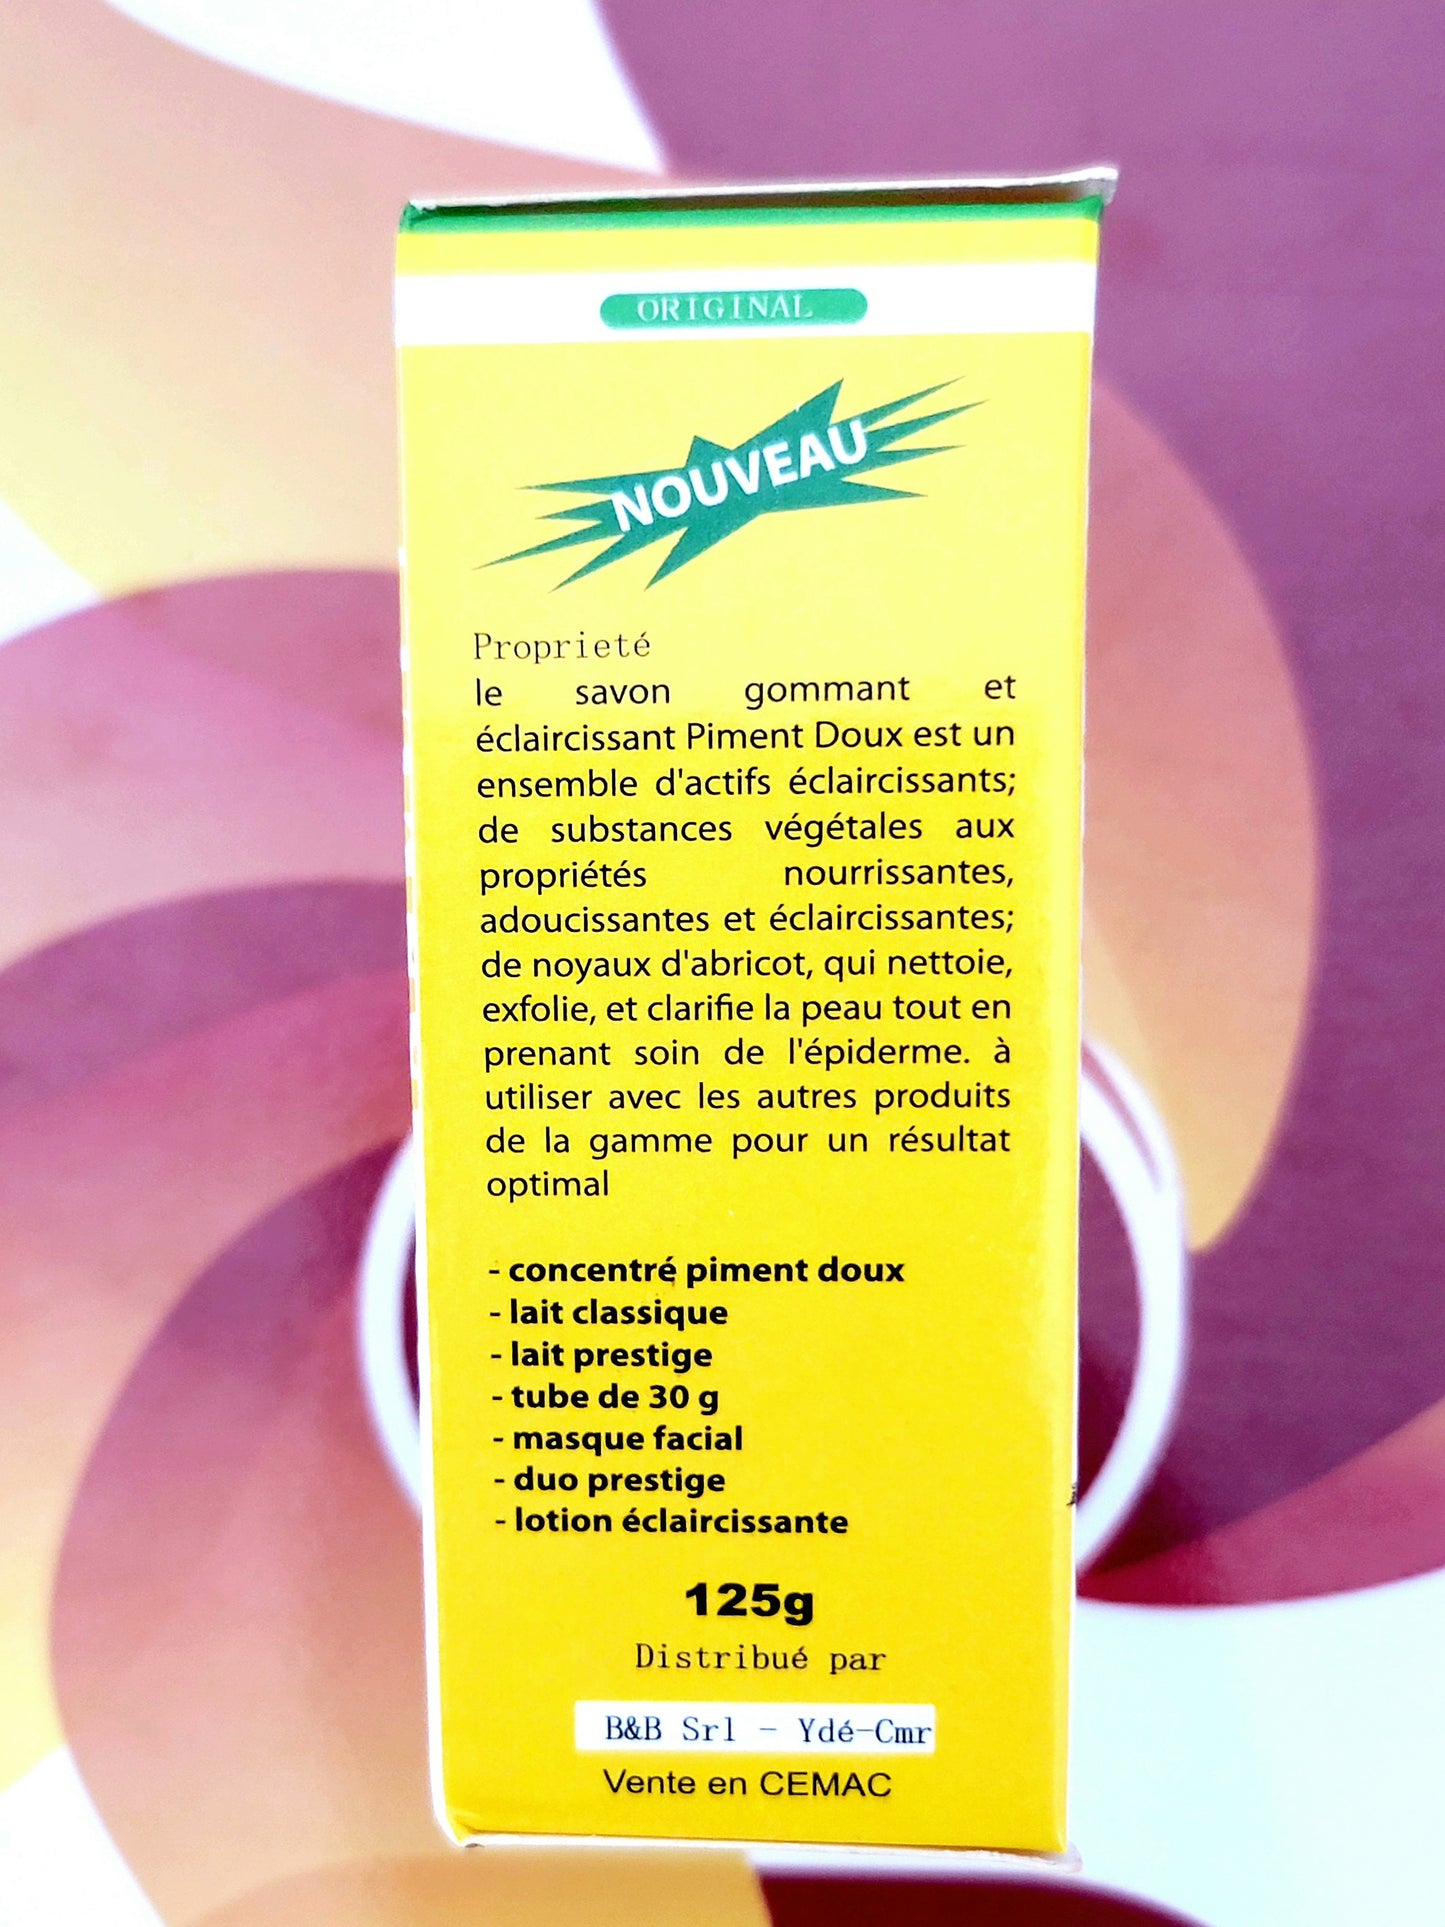 ORIGINAL
NOUVEAU
Proprieté
le savon gommant et
éclaircissant Piment Doux est un
ensemble d'actifs éclaircissants;
de substances végétales aux
propriétés nourrissantes,
adoucissantes et éclaircissantes;
de noyaux d'abricot, qui nettoie,
exfolie, et clarifie la peau tout en
prenant soin de l'épiderme. à
utiliser avec les autres produits
de la gamme pour un résultat
optimal
- concentré piment doux
- lait classique
- lait prestige
- tube de 30 g
- masque facial
- duo prestige
- lotion éclaircissante
125g
Distribué par
B&B Srl - Ydé-Cmr
Vente en CEMAC